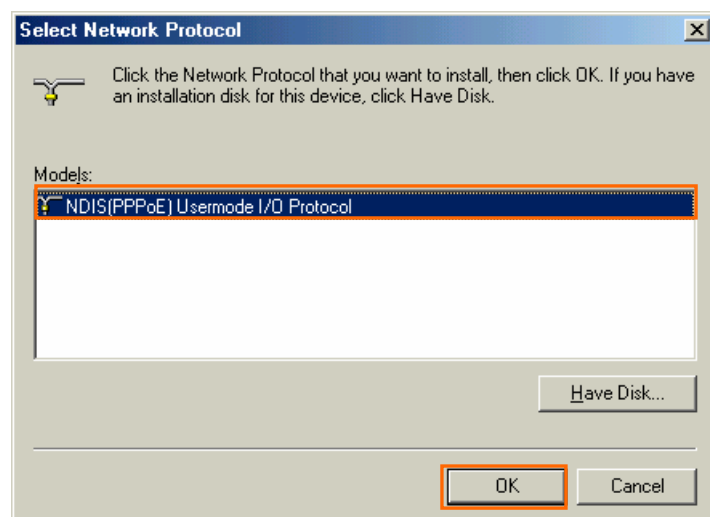 Select Network Protocol
Click the Network Protocol that you want to install, then click OK. If you have
an installation disk for this device, click Have Disk.
Models:
NDIS(PPPoE) Usermode I/O Protocol
Have Disk...
OK
Cancel